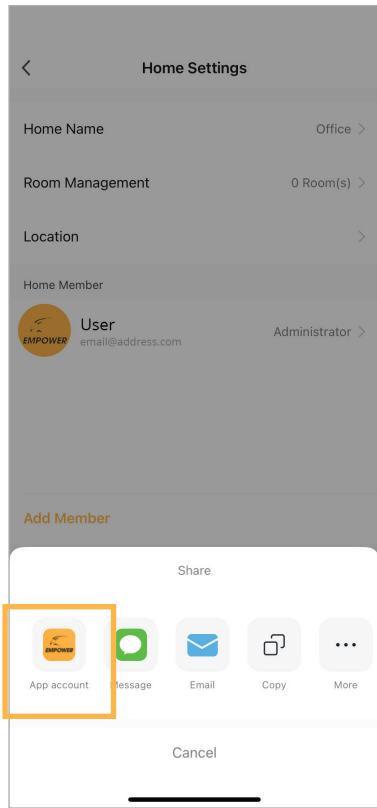 Home Settings
Home Name Office
Room Management 0 Room(s)
Location
Home Member
EMPOWER
User
email@address.com
Administrator
Add Member
Share
EMPOWER
App account Message Email Copy More
Cancel